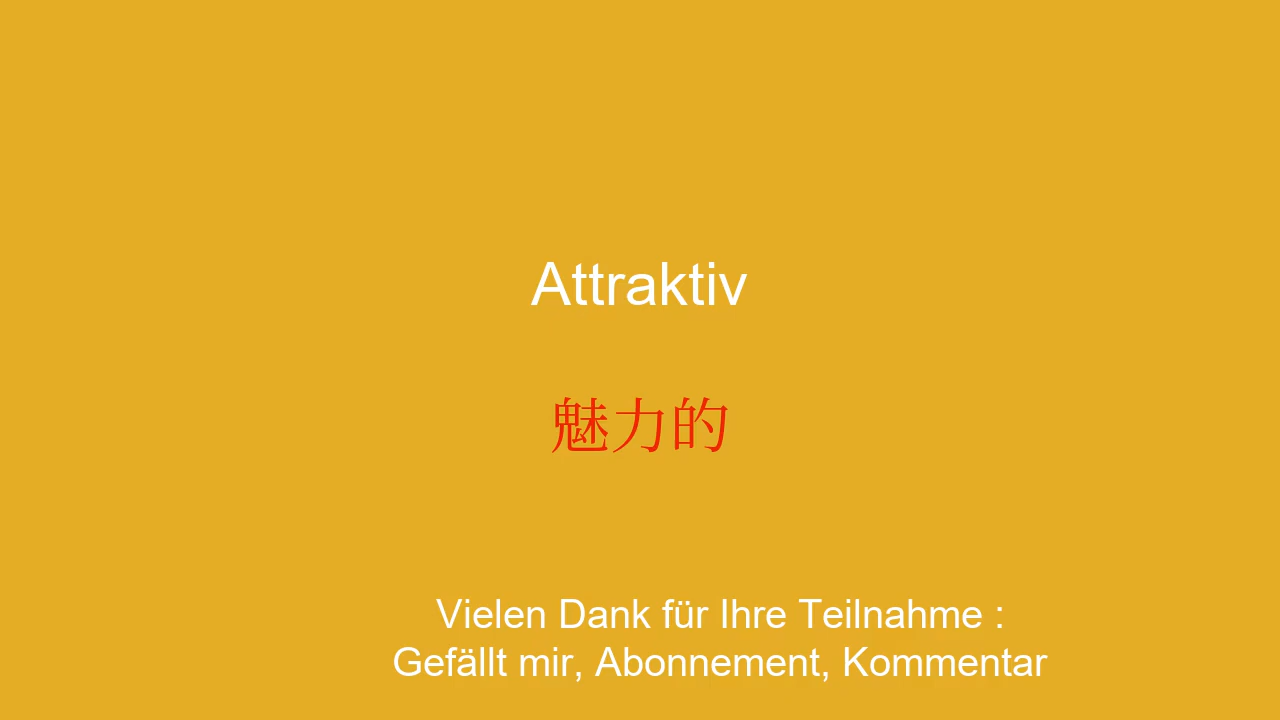 Attraktiv
魅力的
Vielen Dank für Ihre Teilnahme :
Gefällt mir, Abonnement, Kommentar